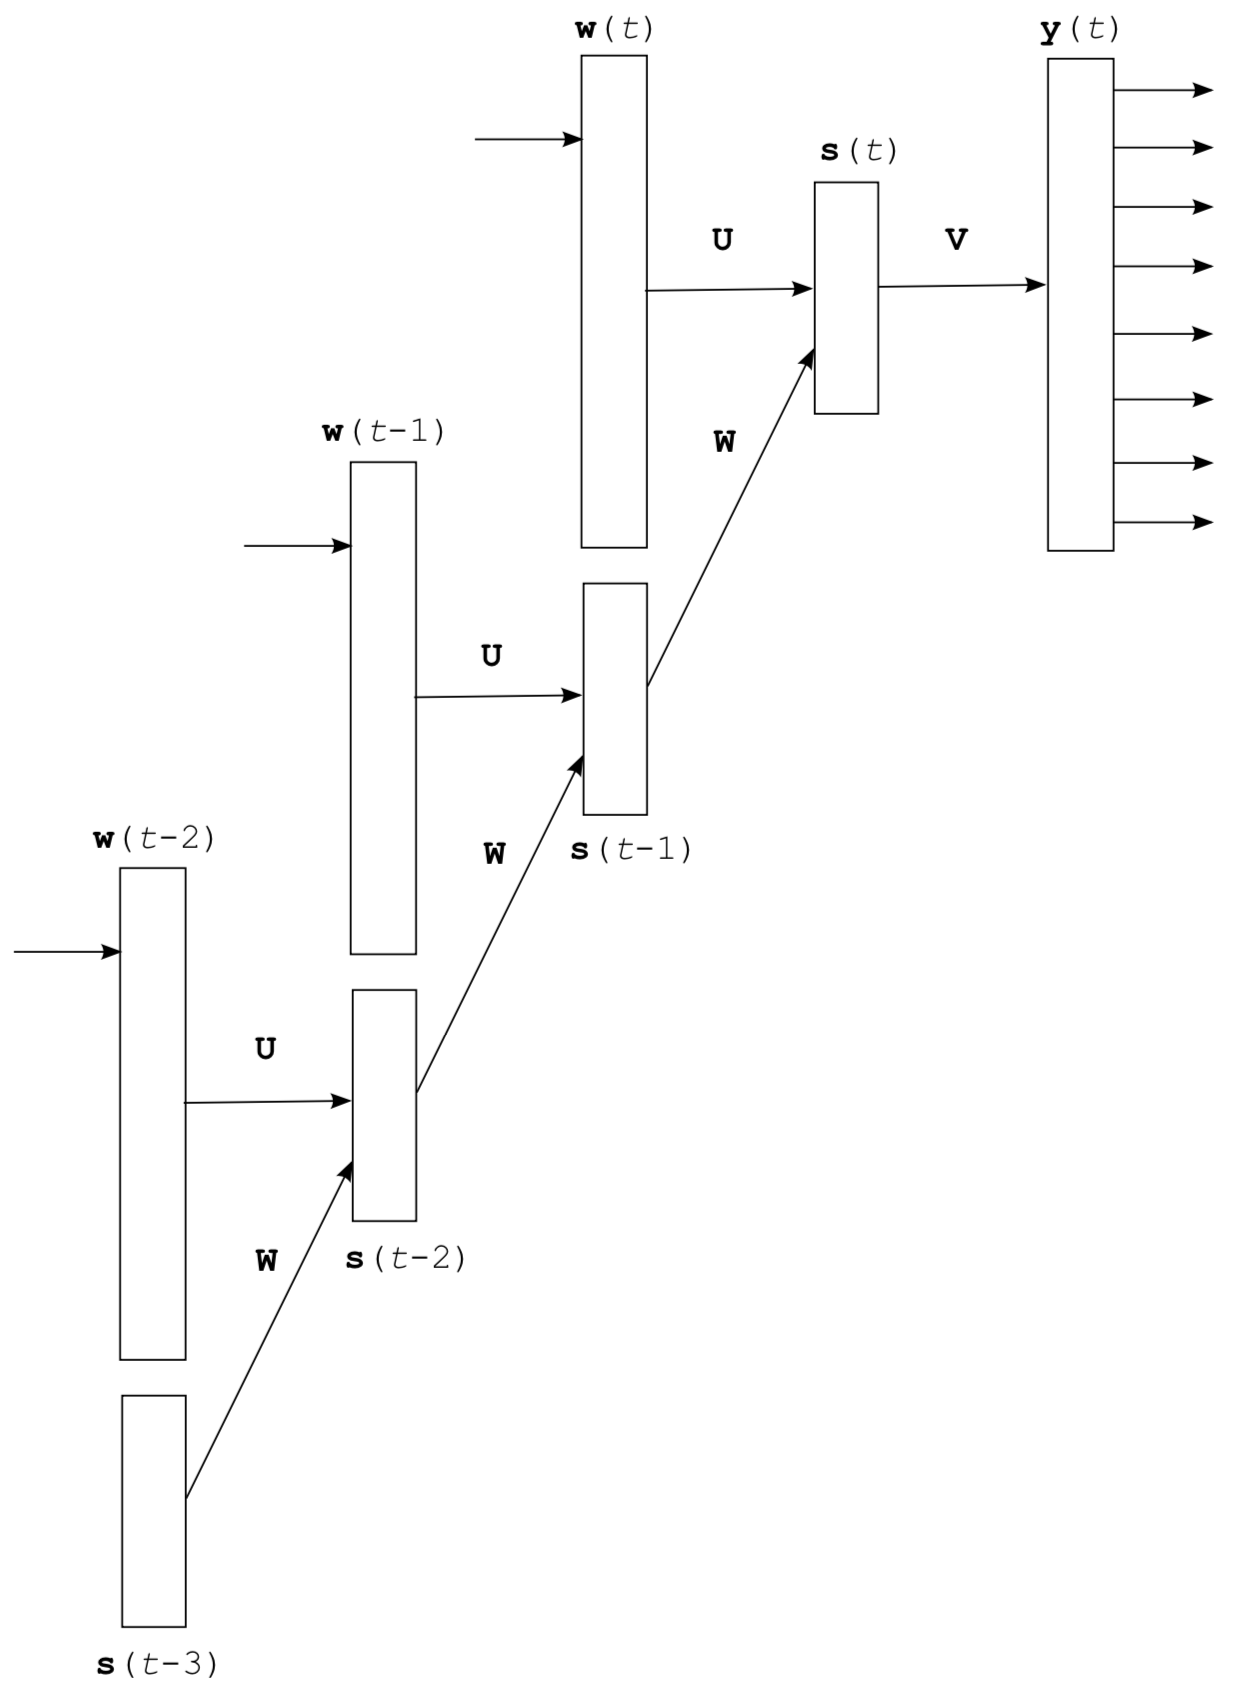 w(t)
y(t)
s(t)
U
V
w(t-1)
W
U
w(t-2)
W
s(t-1)
U
W
s(t-2)
s(t-3)